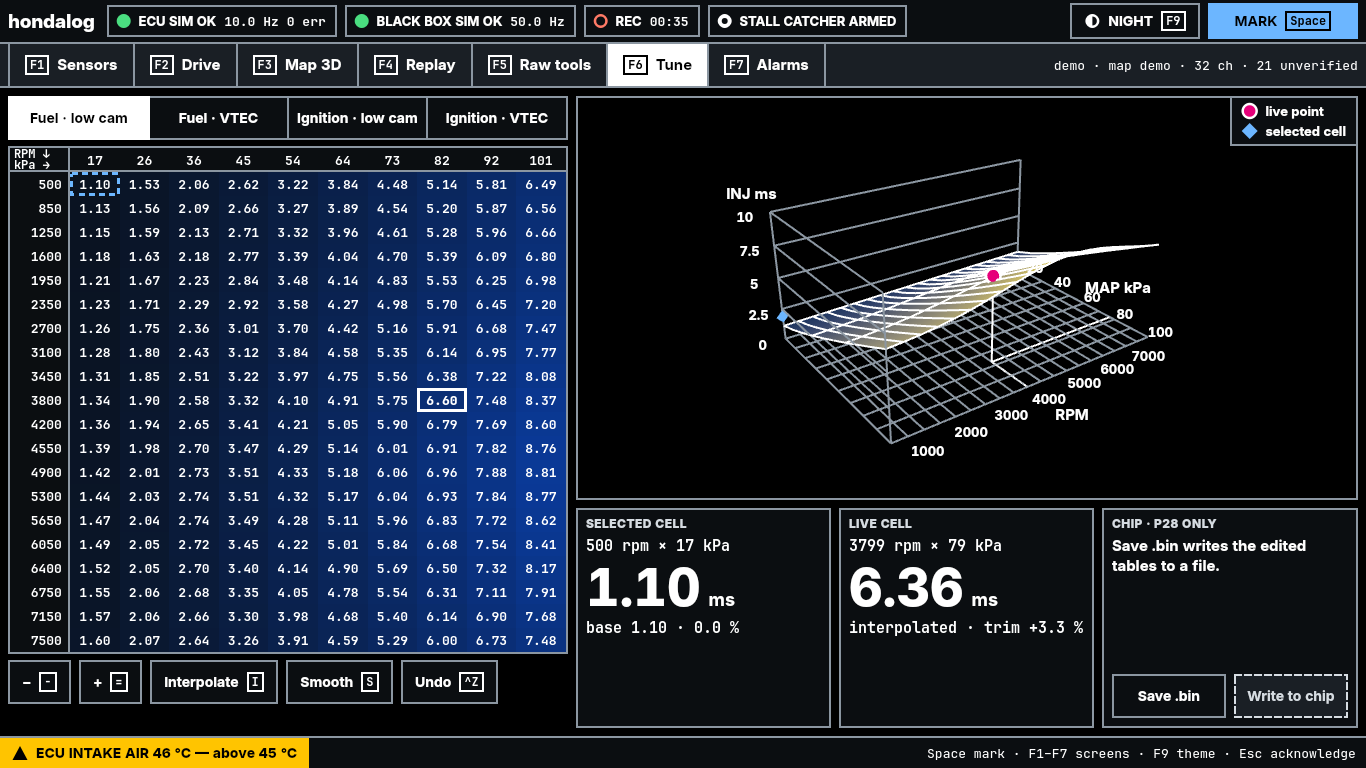 hondalog ECU SIM OK 10.0 Hz 0 err BLACK BOX SIM OK 50.0 Hz REC 00:35 STALL CATCHER ARMED NIGHT F9 MARK Space
F1 Sensors F2 Drive F3 Map 3D F4 Replay F5 Raw tools F6 Tune F7 Alarms demo · map demo · 32 ch · 21 unverified
Fuel · low cam Fuel · VTEC Ignition · low cam Ignition · VTEC
RPM ↓
kPa → 17 26 36 45 54 64 73 82 92 101
500 1.10 1.53 2.06 2.62 3.22 3.84 4.48 5.14 5.81 6.49
850 1.13 1.56 2.09 2.66 3.27 3.89 4.54 5.20 5.87 6.56
1250 1.15 1.59 2.13 2.71 3.32 3.96 4.61 5.28 5.96 6.66
1600 1.18 1.63 2.18 2.77 3.39 4.04 4.70 5.39 6.09 6.80
1950 1.21 1.67 2.23 2.84 3.48 4.14 4.83 5.53 6.25 6.98
2350 1.23 1.71 2.29 2.92 3.58 4.27 4.98 5.70 6.45 7.20
2700 1.26 1.75 2.36 3.01 3.70 4.42 5.16 5.91 6.68 7.47
3100 1.28 1.80 2.43 3.12 3.84 4.58 5.35 6.14 6.95 7.77
3450 1.31 1.85 2.51 3.22 3.97 4.75 5.56 6.38 7.22 8.08
3800 1.34 1.90 2.58 3.32 4.10 4.91 5.75 6.60 7.48 8.37
4200 1.36 1.94 2.65 3.41 4.21 5.05 5.90 6.79 7.69 8.60
4550 1.39 1.98 2.70 3.47 4.29 5.14 6.01 6.91 7.82 8.76
4900 1.42 2.01 2.73 3.51 4.33 5.18 6.06 6.96 7.88 8.81
5300 1.44 2.03 2.74 3.51 4.32 5.17 6.04 6.93 7.84 8.77
5650 1.47 2.04 2.74 3.49 4.28 5.11 5.96 6.83 7.72 8.62
6050 1.49 2.05 2.72 3.45 4.22 5.01 5.84 6.68 7.54 8.41
6400 1.52 2.05 2.70 3.40 4.14 4.90 5.69 6.50 7.32 8.17
6750 1.55 2.06 2.68 3.35 4.05 4.78 5.54 6.31 7.11 7.91
7150 1.57 2.06 2.66 3.30 3.98 4.68 5.40 6.14 6.90 7.68
7500 1.60 2.07 2.64 3.26 3.91 4.59 5.29 6.00 6.73 7.48
− - + = Interpolate I Smooth S Undo ^Z
live point
selected cell
INJ ms
10
7.5
5
2.5
0
40
MAP kPa
60
80
100
7000
6000
5000
4000
RPM
3000
2000
1000
SELECTED CELL
500 rpm × 17 kPa
1.10 ms
base 1.10 · 0.0 %
LIVE CELL
3799 rpm × 79 kPa
6.36 ms
interpolated · trim +3.3 %
CHIP · P28 ONLY
Save .bin writes the edited
tables to a file.
Save .bin Write to chip
ECU INTAKE AIR 46 °C — above 45 °C
Space mark · F1–F7 screens · F9 theme · Esc acknowledge